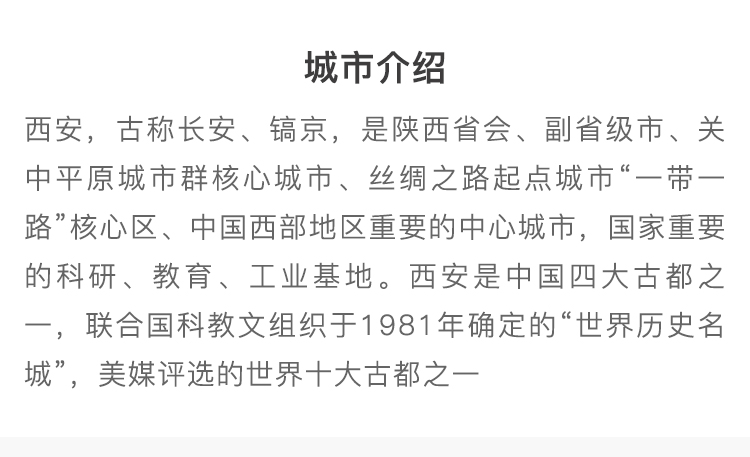 城市介绍
西安，古称长安、镐京，是陕西省会、副省级市、关
中平原城市群核心城市、丝绸之路起点城市“一带一
路”核心区、中国西部地区重要的中心城市，国家重要
的科研、教育、工业基地。西安是中国四大古都之
一，联合国科教文组织于1981年确定的“世界历史名
城”，美媒评选的世界十大古都之一